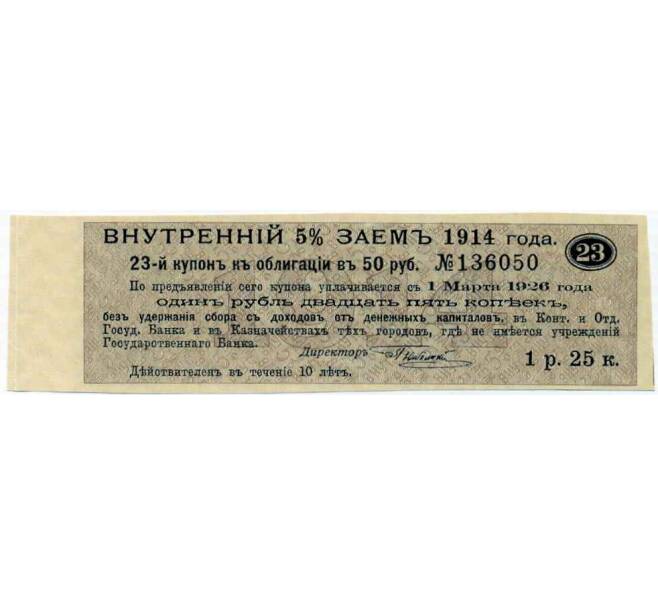 ВНУТРЕННІЙ 5% ЗАЕМЪ 1914 года.
23
23-й купонъ къ облигаціи въ 50 руб. №136050
По предъявленіи сего купона уплачивается съ 1 Марта 1926 года
одинъ рубль двадцать пять копѣекъ,
безъ удержанія сбора съ доходовъ отъ денежныхъ капиталовъ, въ Конт. и Отд.
Госуд. Банка и въ Казначействахъ тѣхъ городовъ, гдѣ не имѣется учрежденій
Государственнаго Банка.
Директоръ
1 р. 25 к.
Дѣйствителенъ въ теченіе 10 лѣтъ.